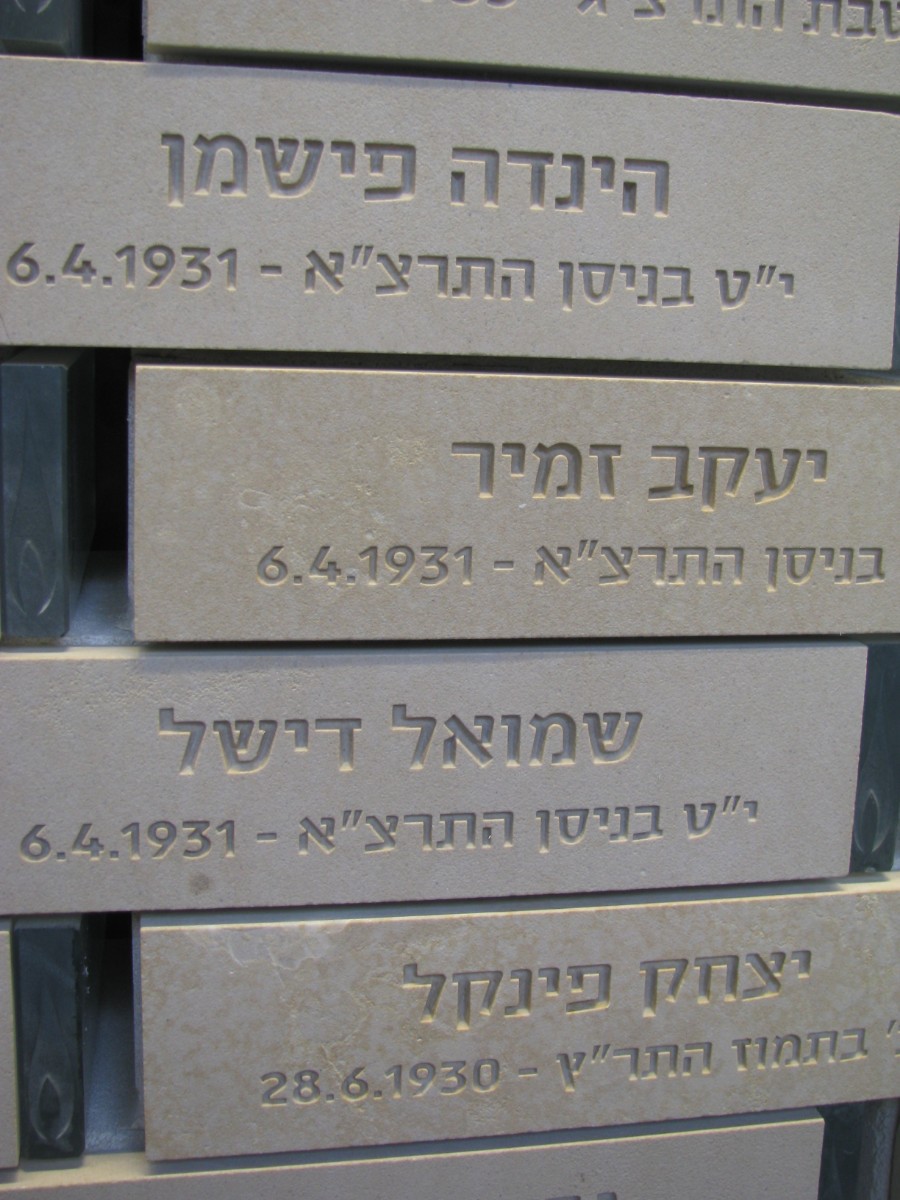 הינדה פישמן
י"ט בניסן התרצ"א - 6.4.1931
יעקב זמיר
בניסן התרצ"א - 6.4.1931
שמואל דישל
י"ט בניסן התרצ"א - 6.4.1931
יצחק פינקל
בתמוז התר"ץ - 28.6.1930